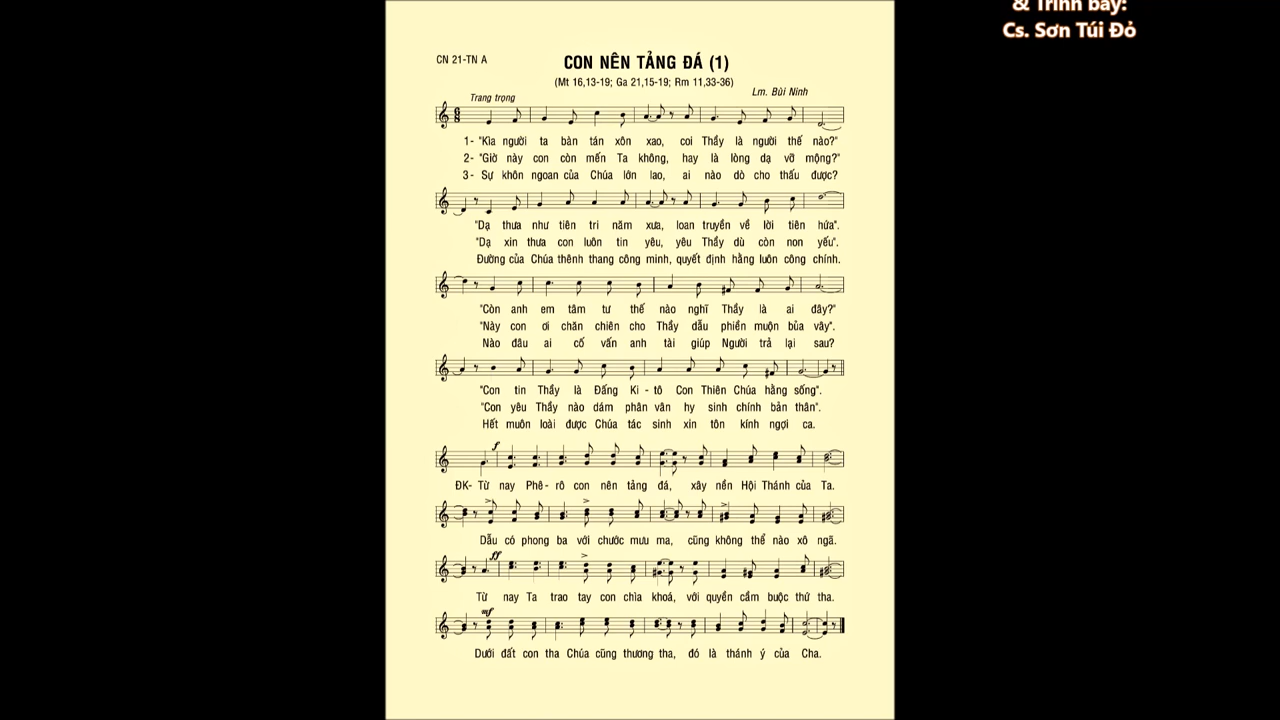 & Trình bày:
Cs. Sơn Túi Đỏ
CN 21-TN A
CON NÊN TẢNG ĐÁ (1)
(Mt 16,13-19; Ga 21,15-19; Rm 11,33-36)
Lm. Bùi Ninh
Trang trọng
1- "Kìa người ta bàn tán xôn xao, coi Thầy là người thế nào?"
2- "Giờ này con còn mến Ta không, hay là lòng dạ vỡ mộng?"
3- Sự khôn ngoan của Chúa lớn lao, ai nào dò cho thấu được?
"Dạ thưa như tiên tri năm xưa, loan truyền về lời tiên hứa".
"Dạ xin thưa con luôn tin yêu, yêu Thầy dù còn non yếu".
Đường của Chúa thênh thang công minh, quyết định hằng luôn công chính.
"Còn anh em tâm tư thế nào nghĩ Thầy là ai đây?"
"Này con ơi chăn chiên cho Thầy dẫu phiền muộn bủa vây".
Nào đâu ai cố vấn anh tài giúp Người trả lại sau?
"Con tin Thầy là Đấng Ki - tô Con Thiên Chúa hằng sống".
"Con yêu Thầy nào dám phân vân hy sinh chính bản thân".
Hết muôn loài được Chúa tác sinh xin tôn kính ngợi ca.
f
ĐK- Từ nay Phê - rô con nên tảng đá, xây nền Hội Thánh của Ta.
Dẫu có phong ba với chước mưu ma, cũng không thể nào xô ngã.
ff
Từ nay Ta trao tay con chìa khoá, với quyền cầm buộc thứ tha.
mf
Dưới đất con tha Chúa cũng thương tha, đó là thánh ý của Cha.